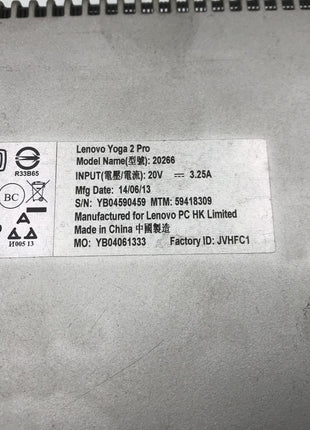 R33B65
BC
И005 13
Lenovo Yoga 2 Pro
Model Name(型號): 20266
INPUT(電壓/電流): 20V ⎓ 3.25A
Mfg Date: 14/06/13
S/N: YB04590459 MTM: 59418309
Manufactured for Lenovo PC HK Limited
Made in China 中國製造
MO: YB04061333 Factory ID: JVHFC1